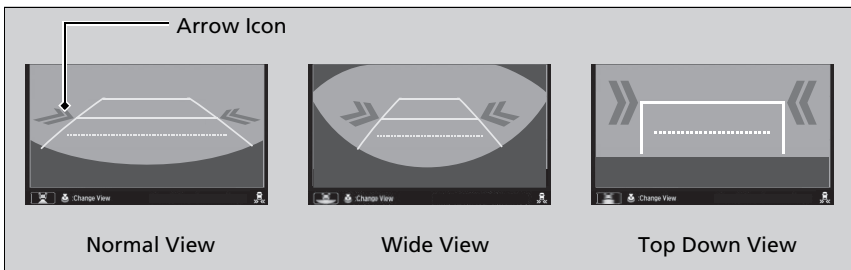 Arrow Icon
:Change View
:Change View
:Change View
Normal View
Wide View
Top Down View